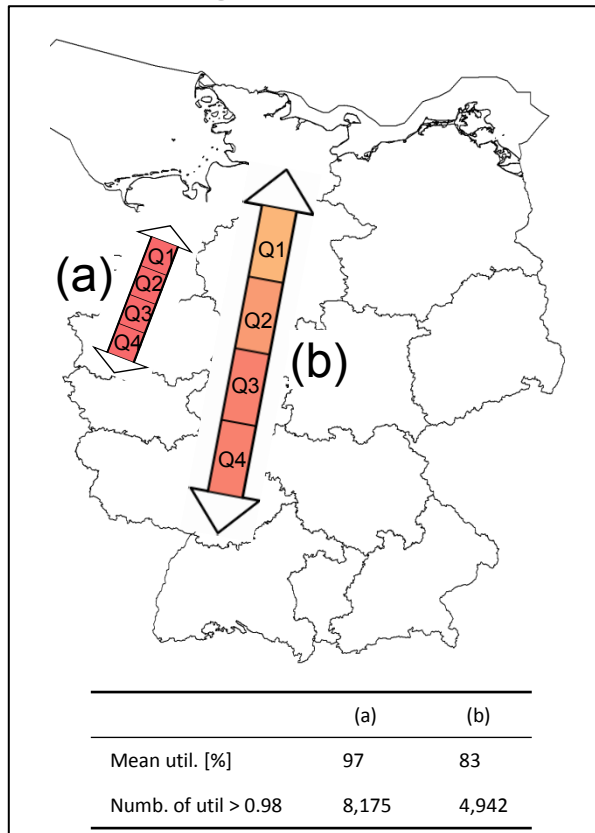 (a)
Q1
Q2
Q3
Q4
Q1
Q2
Q3
Q4
(b)
(a) (b)
Mean util. [%] 97 83
Numb. of util > 0.98 8,175 4,942